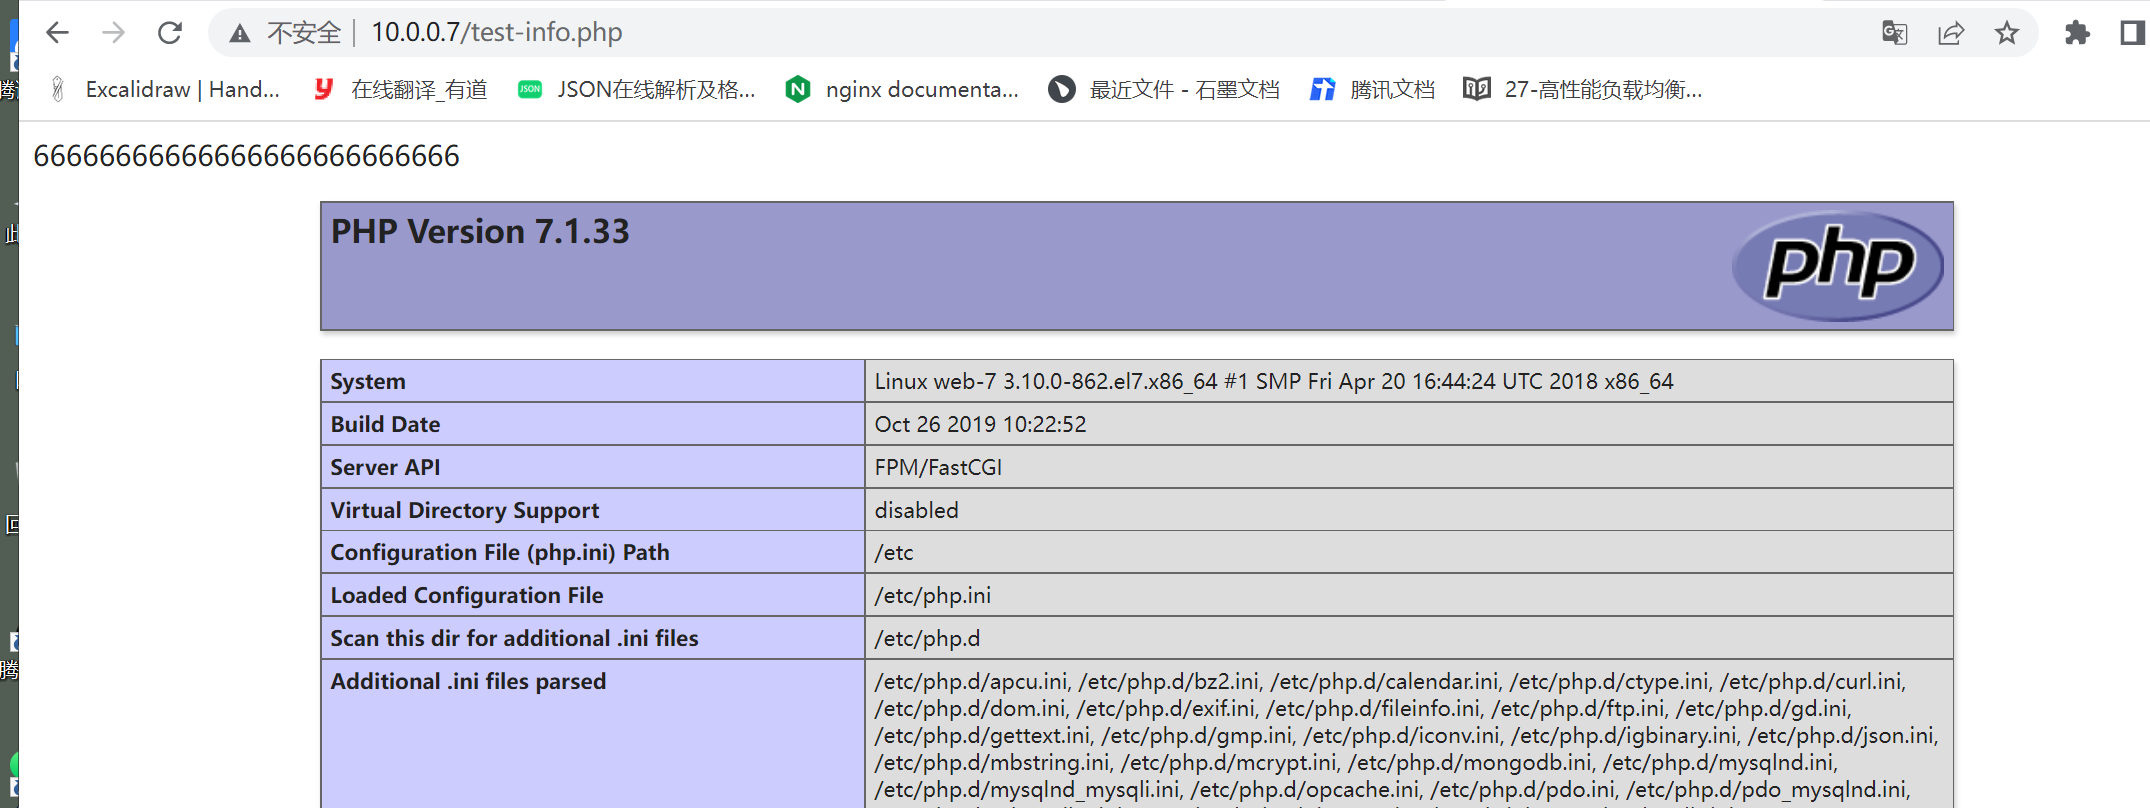 不安全 | 10.0.0.7/test-info.php
Excalidraw | Hand... 在线翻译_有道 JSON在线解析及格... nginx documenta... 最近文件 - 石墨文档 腾讯文档 27-高性能负载均衡...
66666666666666666666666666
PHP Version 7.1.33
php
System Linux web-7 3.10.0-862.el7.x86_64 #1 SMP Fri Apr 20 16:44:24 UTC 2018 x86_64
Build Date Oct 26 2019 10:22:52
Server API FPM/FastCGI
Virtual Directory Support disabled
Configuration File (php.ini) Path /etc
Loaded Configuration File /etc/php.ini
Scan this dir for additional .ini files /etc/php.d
Additional .ini files parsed /etc/php.d/apcu.ini, /etc/php.d/bz2.ini, /etc/php.d/calendar.ini, /etc/php.d/ctype.ini, /etc/php.d/curl.ini,
/etc/php.d/dom.ini, /etc/php.d/exif.ini, /etc/php.d/fileinfo.ini, /etc/php.d/ftp.ini, /etc/php.d/gd.ini,
/etc/php.d/gettext.ini, /etc/php.d/gmp.ini, /etc/php.d/iconv.ini, /etc/php.d/igbinary.ini, /etc/php.d/json.ini,
/etc/php.d/mbstring.ini, /etc/php.d/mcrypt.ini, /etc/php.d/mongodb.ini, /etc/php.d/mysqlnd.ini,
/etc/php.d/mysqlnd_mysqli.ini, /etc/php.d/opcache.ini, /etc/php.d/pdo.ini, /etc/php.d/pdo_mysqlnd.ini,